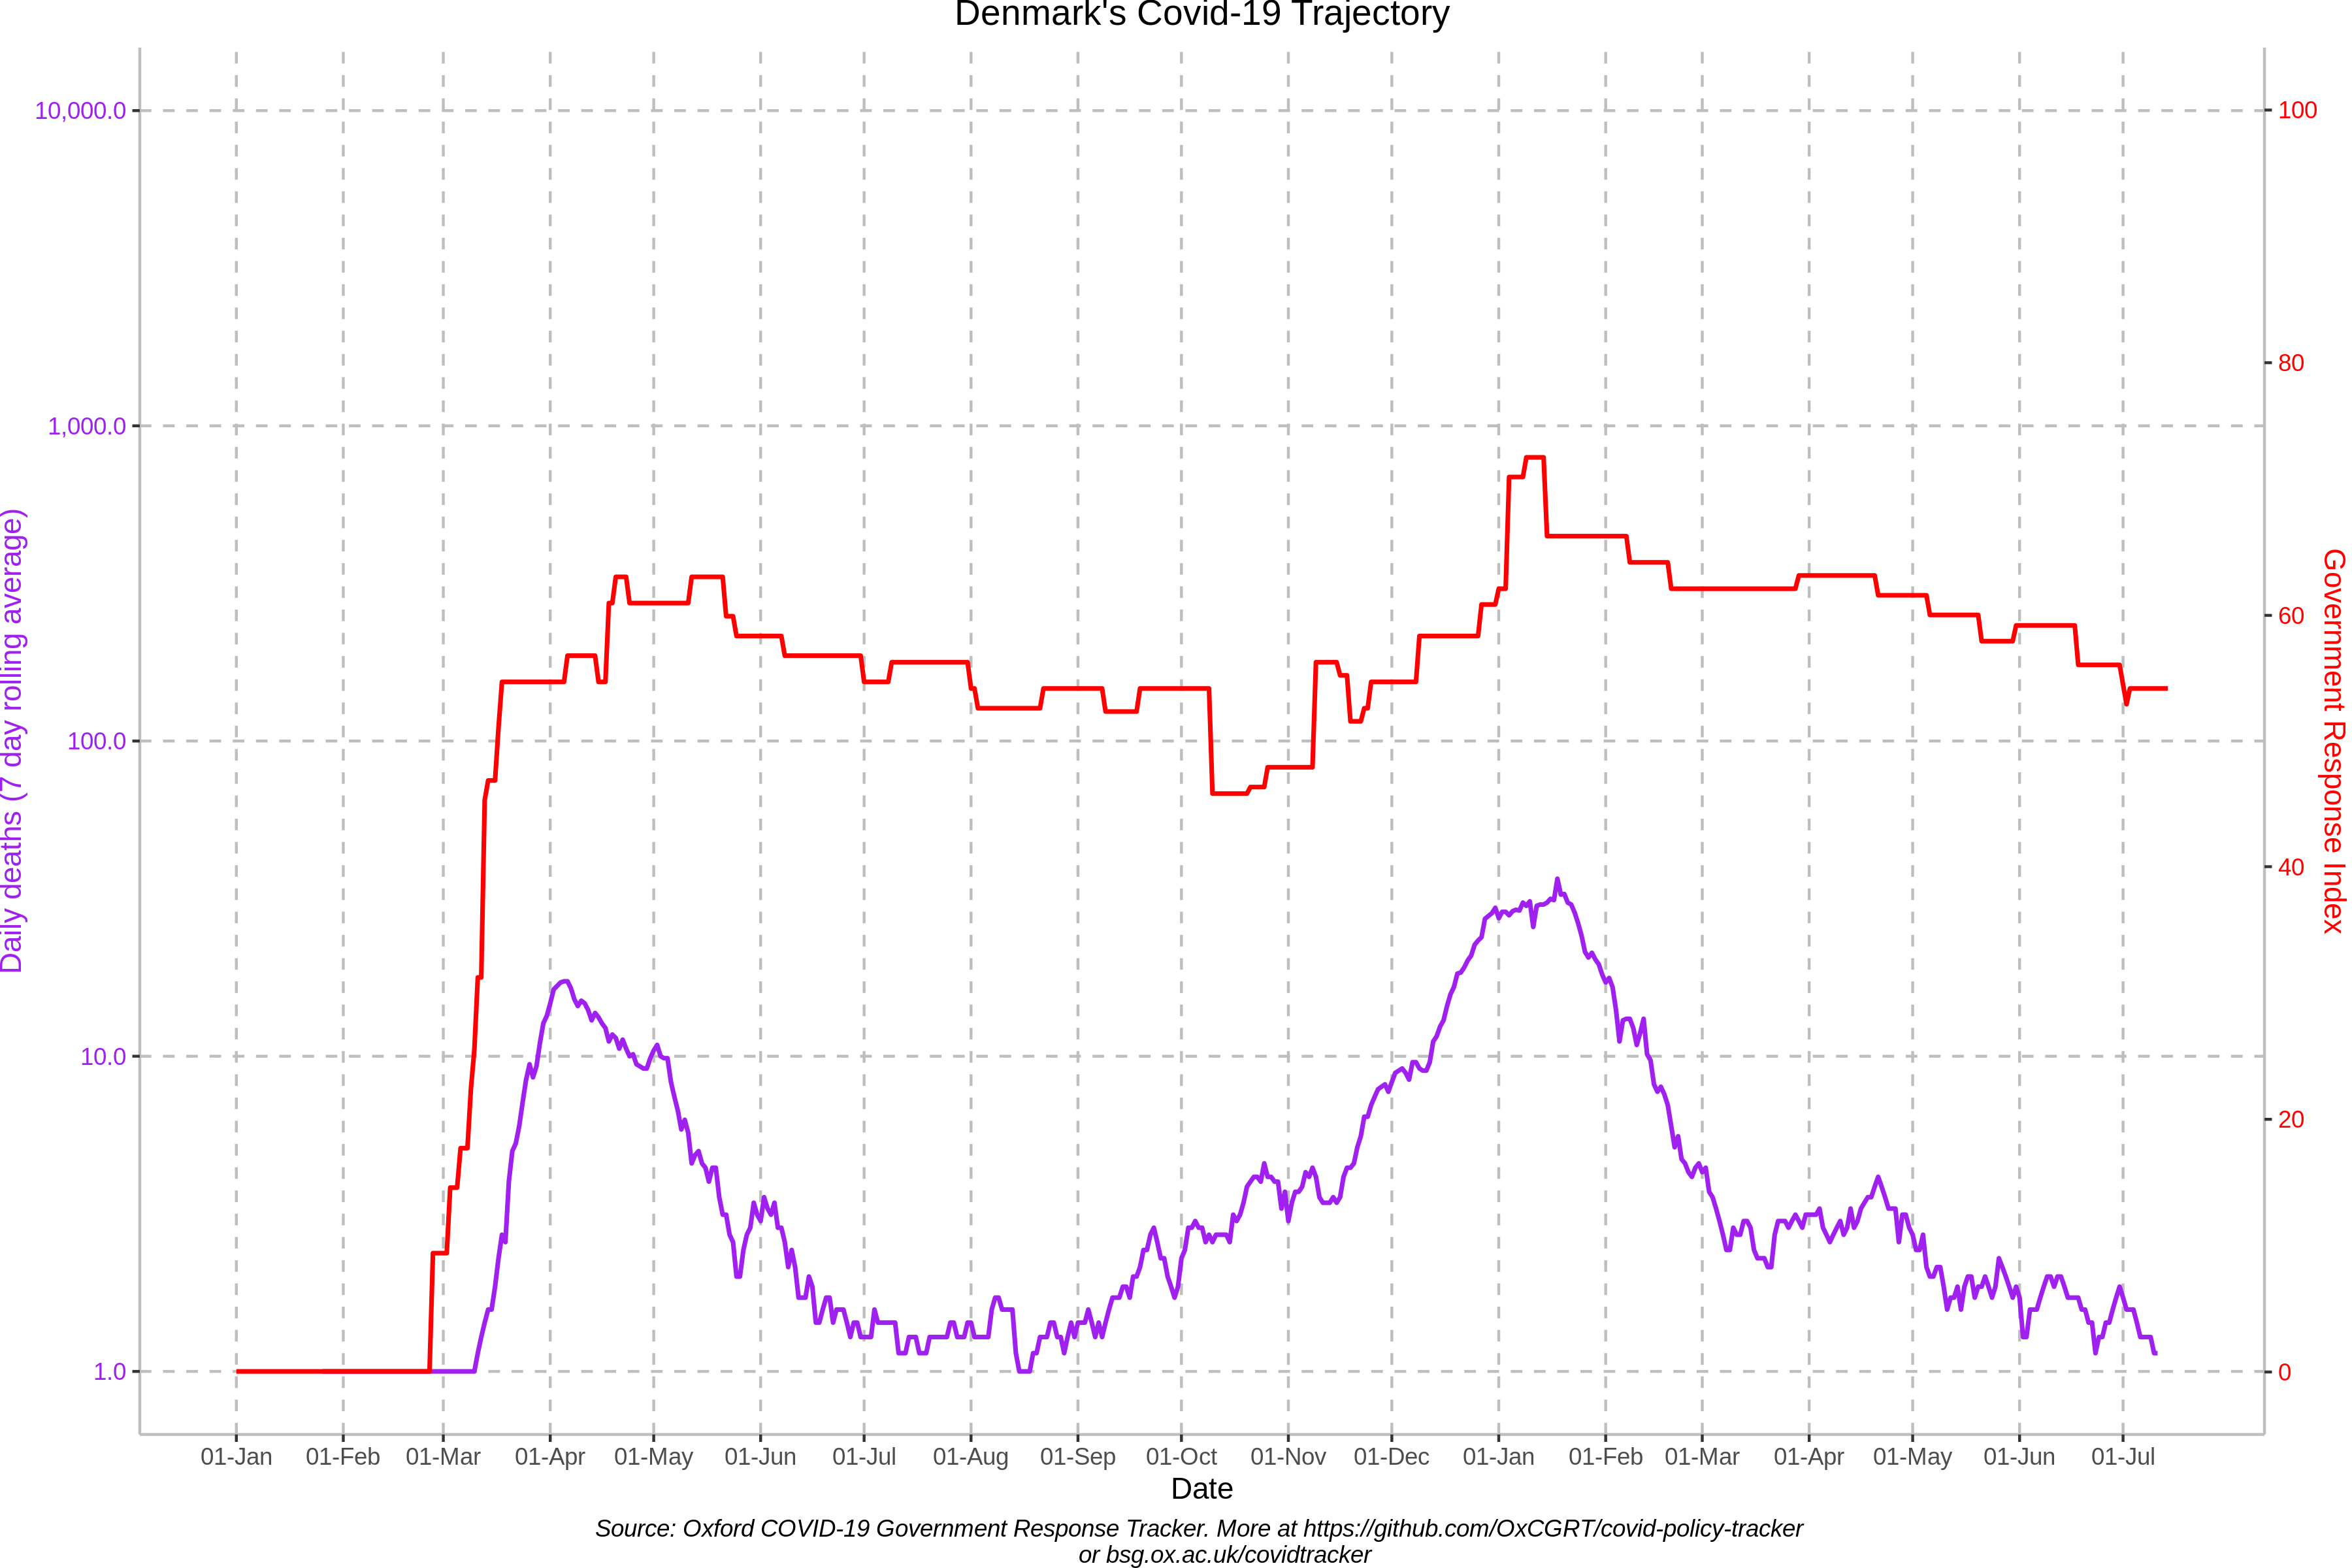 Denmark's Covid-19 Trajectory
10,000.0
1,000.0
100.0
10.0
1.0
Daily deaths (7 day rolling average)
100
80
60
40
20
0
Government Response Index
01-Jan 01-Feb 01-Mar 01-Apr 01-May 01-Jun 01-Jul 01-Aug 01-Sep 01-Oct 01-Nov 01-Dec 01-Jan 01-Feb 01-Mar 01-Apr 01-May 01-Jun 01-Jul
Date
Source: Oxford COVID-19 Government Response Tracker. More at https://github.com/OxCGRT/covid-policy-tracker
or bsg.ox.ac.uk/covidtracker